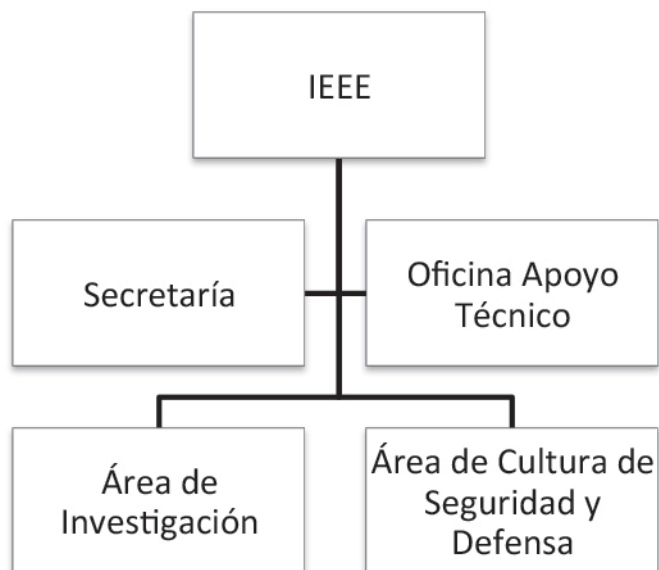 IEEE
Secretaría
Oficina Apoyo
Técnico
Área de
Investigación
Área de Cultura de
Seguridad y
Defensa